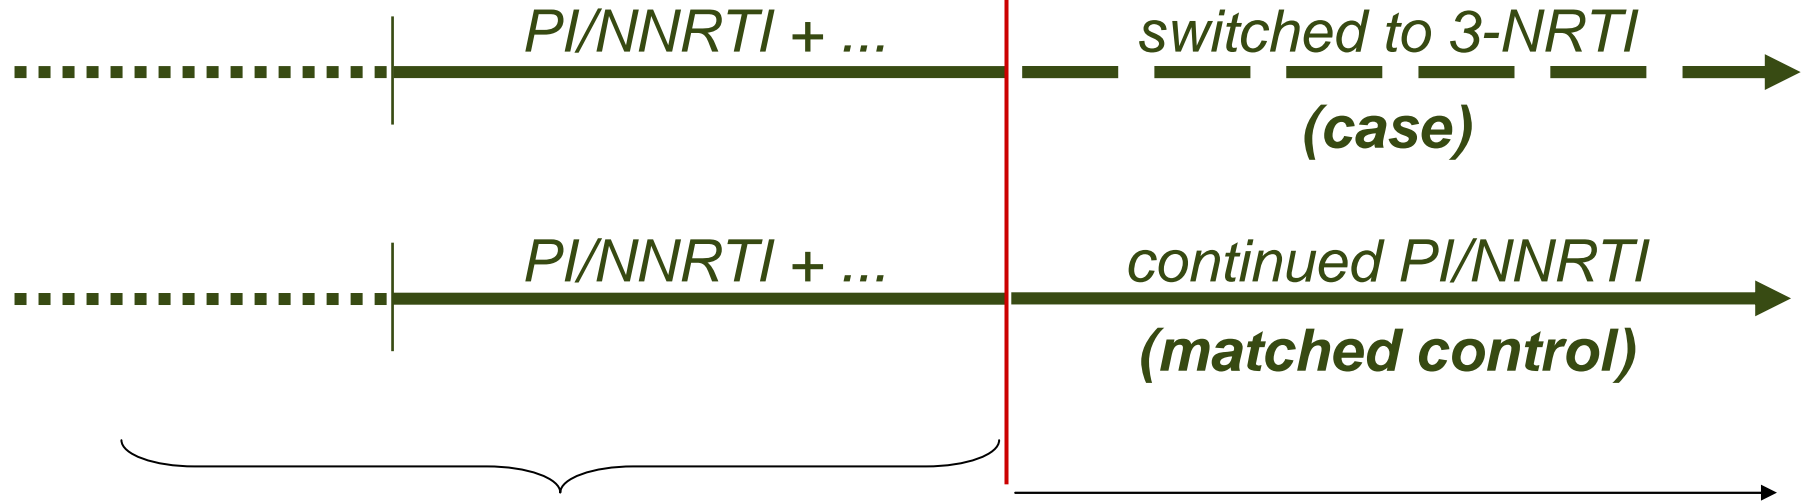 PI/NNRTI + ...
switched to 3-NRTI
(case)
PI/NNRTI + ...
continued PI/NNRTI
(matched control)